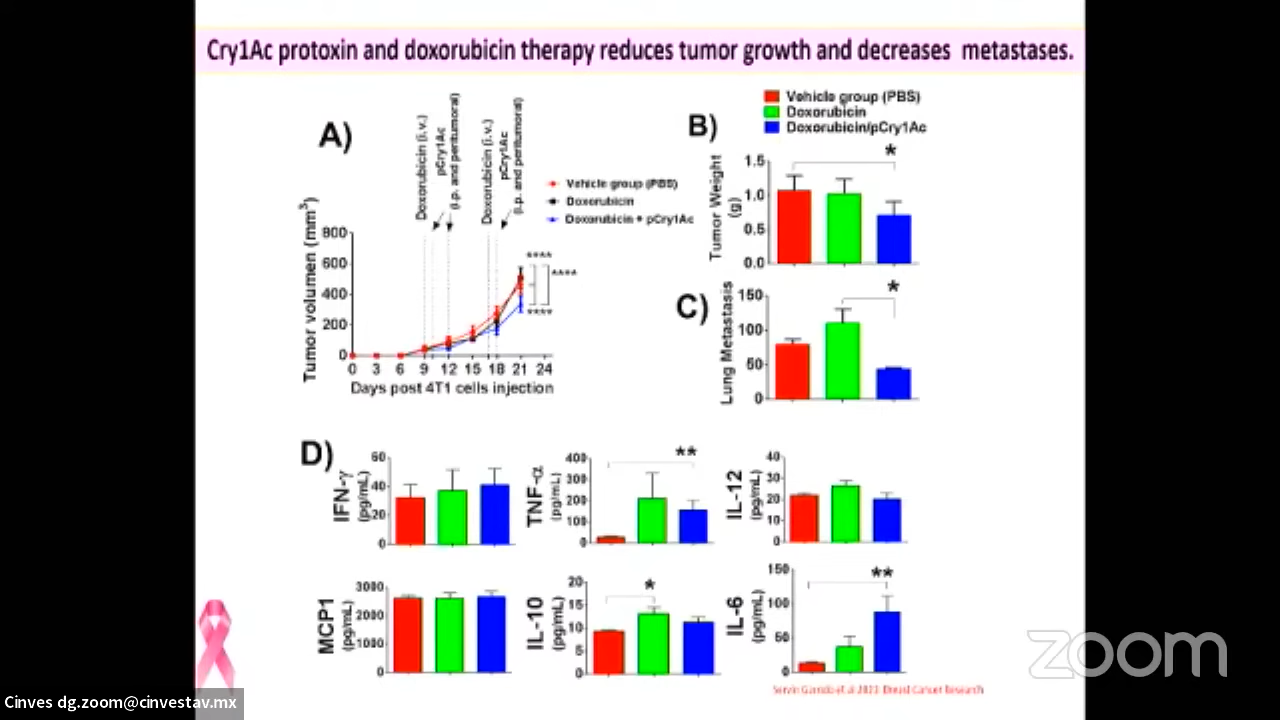 Cry1Ac protoxin and doxorubicin therapy reduces tumor growth and decreases metastases.
A)
Doxorubicin (i.v.)
pCry1Ac
(i.p. and peritumoral)
Doxorubicin (i.v.)
pCry1Ac
(i.p. and peritumoral)
Vehicle group (PBS)
Doxorubicin
Doxorubicin + pCry1Ac
Tumor volumen (mm³)
800
600
400
200
0
****
****
****
0 3 6 9 12 15 18 21 24
Days post 4T1 cells injection
B)
Vehicle group (PBS)
Doxorubicin
Doxorubicin/pCry1Ac
Tumor Weight
(g)
1.5
1.0
0.5
0.0
*
C)
Lung Metastasis
150
100
50
0
*
D)
IFN-γ
(pg/mL)
60
40
20
0
TNF-α
(pg/mL)
400
300
200
100
0
**
IL-12
(pg/mL)
40
30
20
10
0
MCP1
(pg/mL)
3000
2000
1000
0
IL-10
(pg/mL)
20
15
10
5
0
*
IL-6
(pg/mL)
150
100
50
0
**
Breast Cancer Research
zoom
Cinves dg.zoom@cinvestav.mx